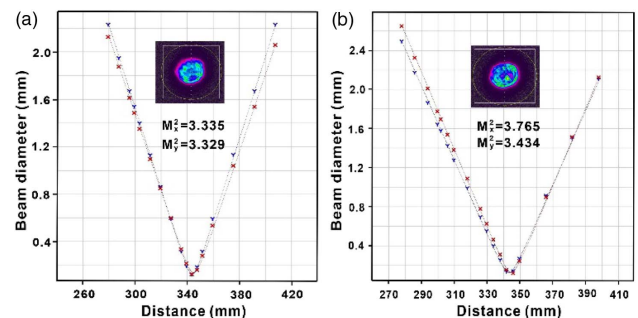 (a)
Beam diameter (mm)
2.0
1.6
1.2
0.8
0.4
M²x=3.335
M²y=3.329
260 300 340 380 420
Distance (mm)
(b)
Beam diameter (mm)
2.8
2.4
2.0
1.6
1.2
0.8
0.4
M²x=3.765
M²y=3.434
270 290 310 330 350 370 390 410
Distance (mm)